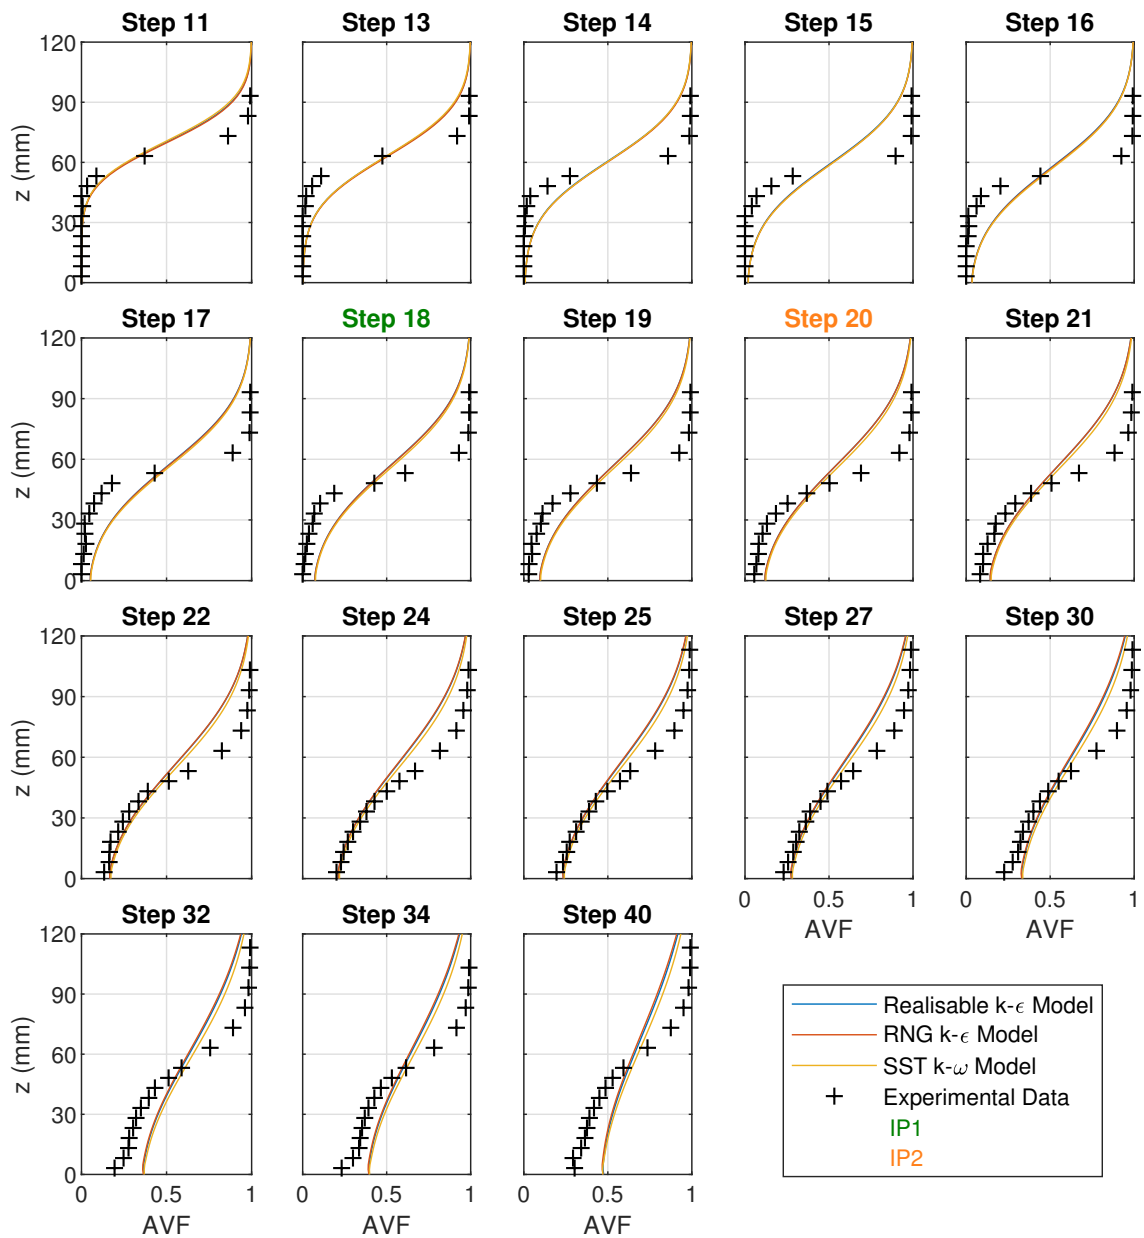 Step 11 Step 13 Step 14 Step 15 Step 16
120
90
60
30
0
z (mm)
Step 17 Step 18 Step 19 Step 20 Step 21
120
90
60
30
0
z (mm)
Step 22 Step 24 Step 25 Step 27 Step 30
120
90
60
30
0
z (mm)
0 0.5 1 0 0.5 1
AVF AVF
Step 32 Step 34 Step 40
120
90
60
30
0
z (mm)
0 0.5 1 0 0.5 1 0 0.5 1
AVF AVF AVF
Realisable k-ϵ Model
RNG k-ϵ Model
SST k-ω Model
Experimental Data
IP1
IP2